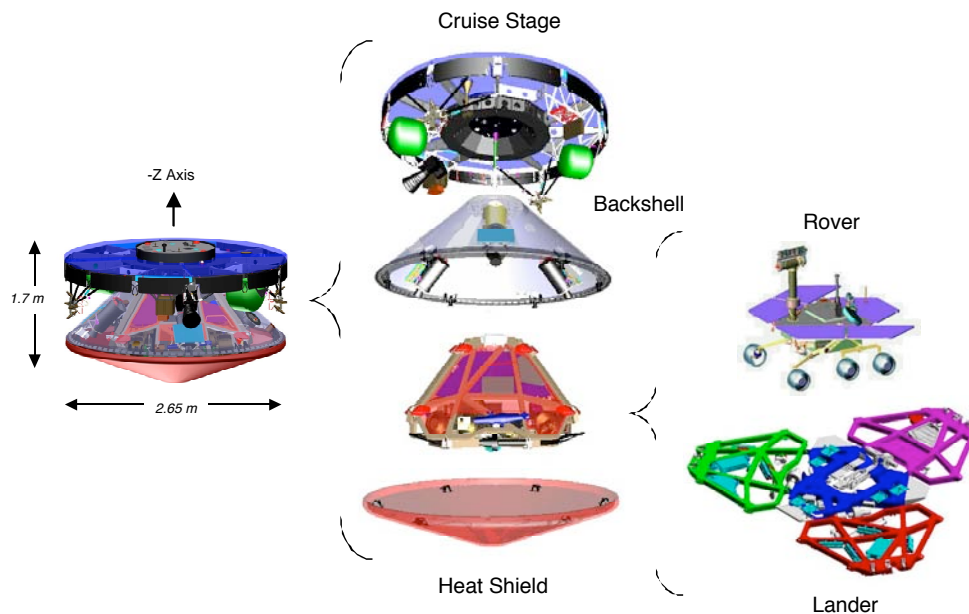 Cruise Stage
-Z Axis
Backshell
Rover
1.7 m
2.65 m
Heat Shield
Lander